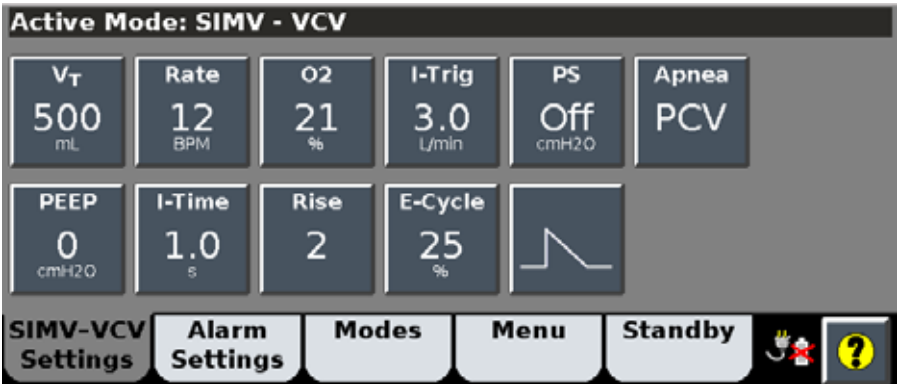 Active Mode: SIMV - VCV
VT Rate O2 I-Trig PS Apnea
500 12 21 3.0 Off PCV
mL BPM % L/min cmH2O
PEEP I-Time Rise E-Cycle
0 1.0 2 25
cmH2O s %
SIMV-VCV Alarm Modes Menu Standby
Settings Settings
?